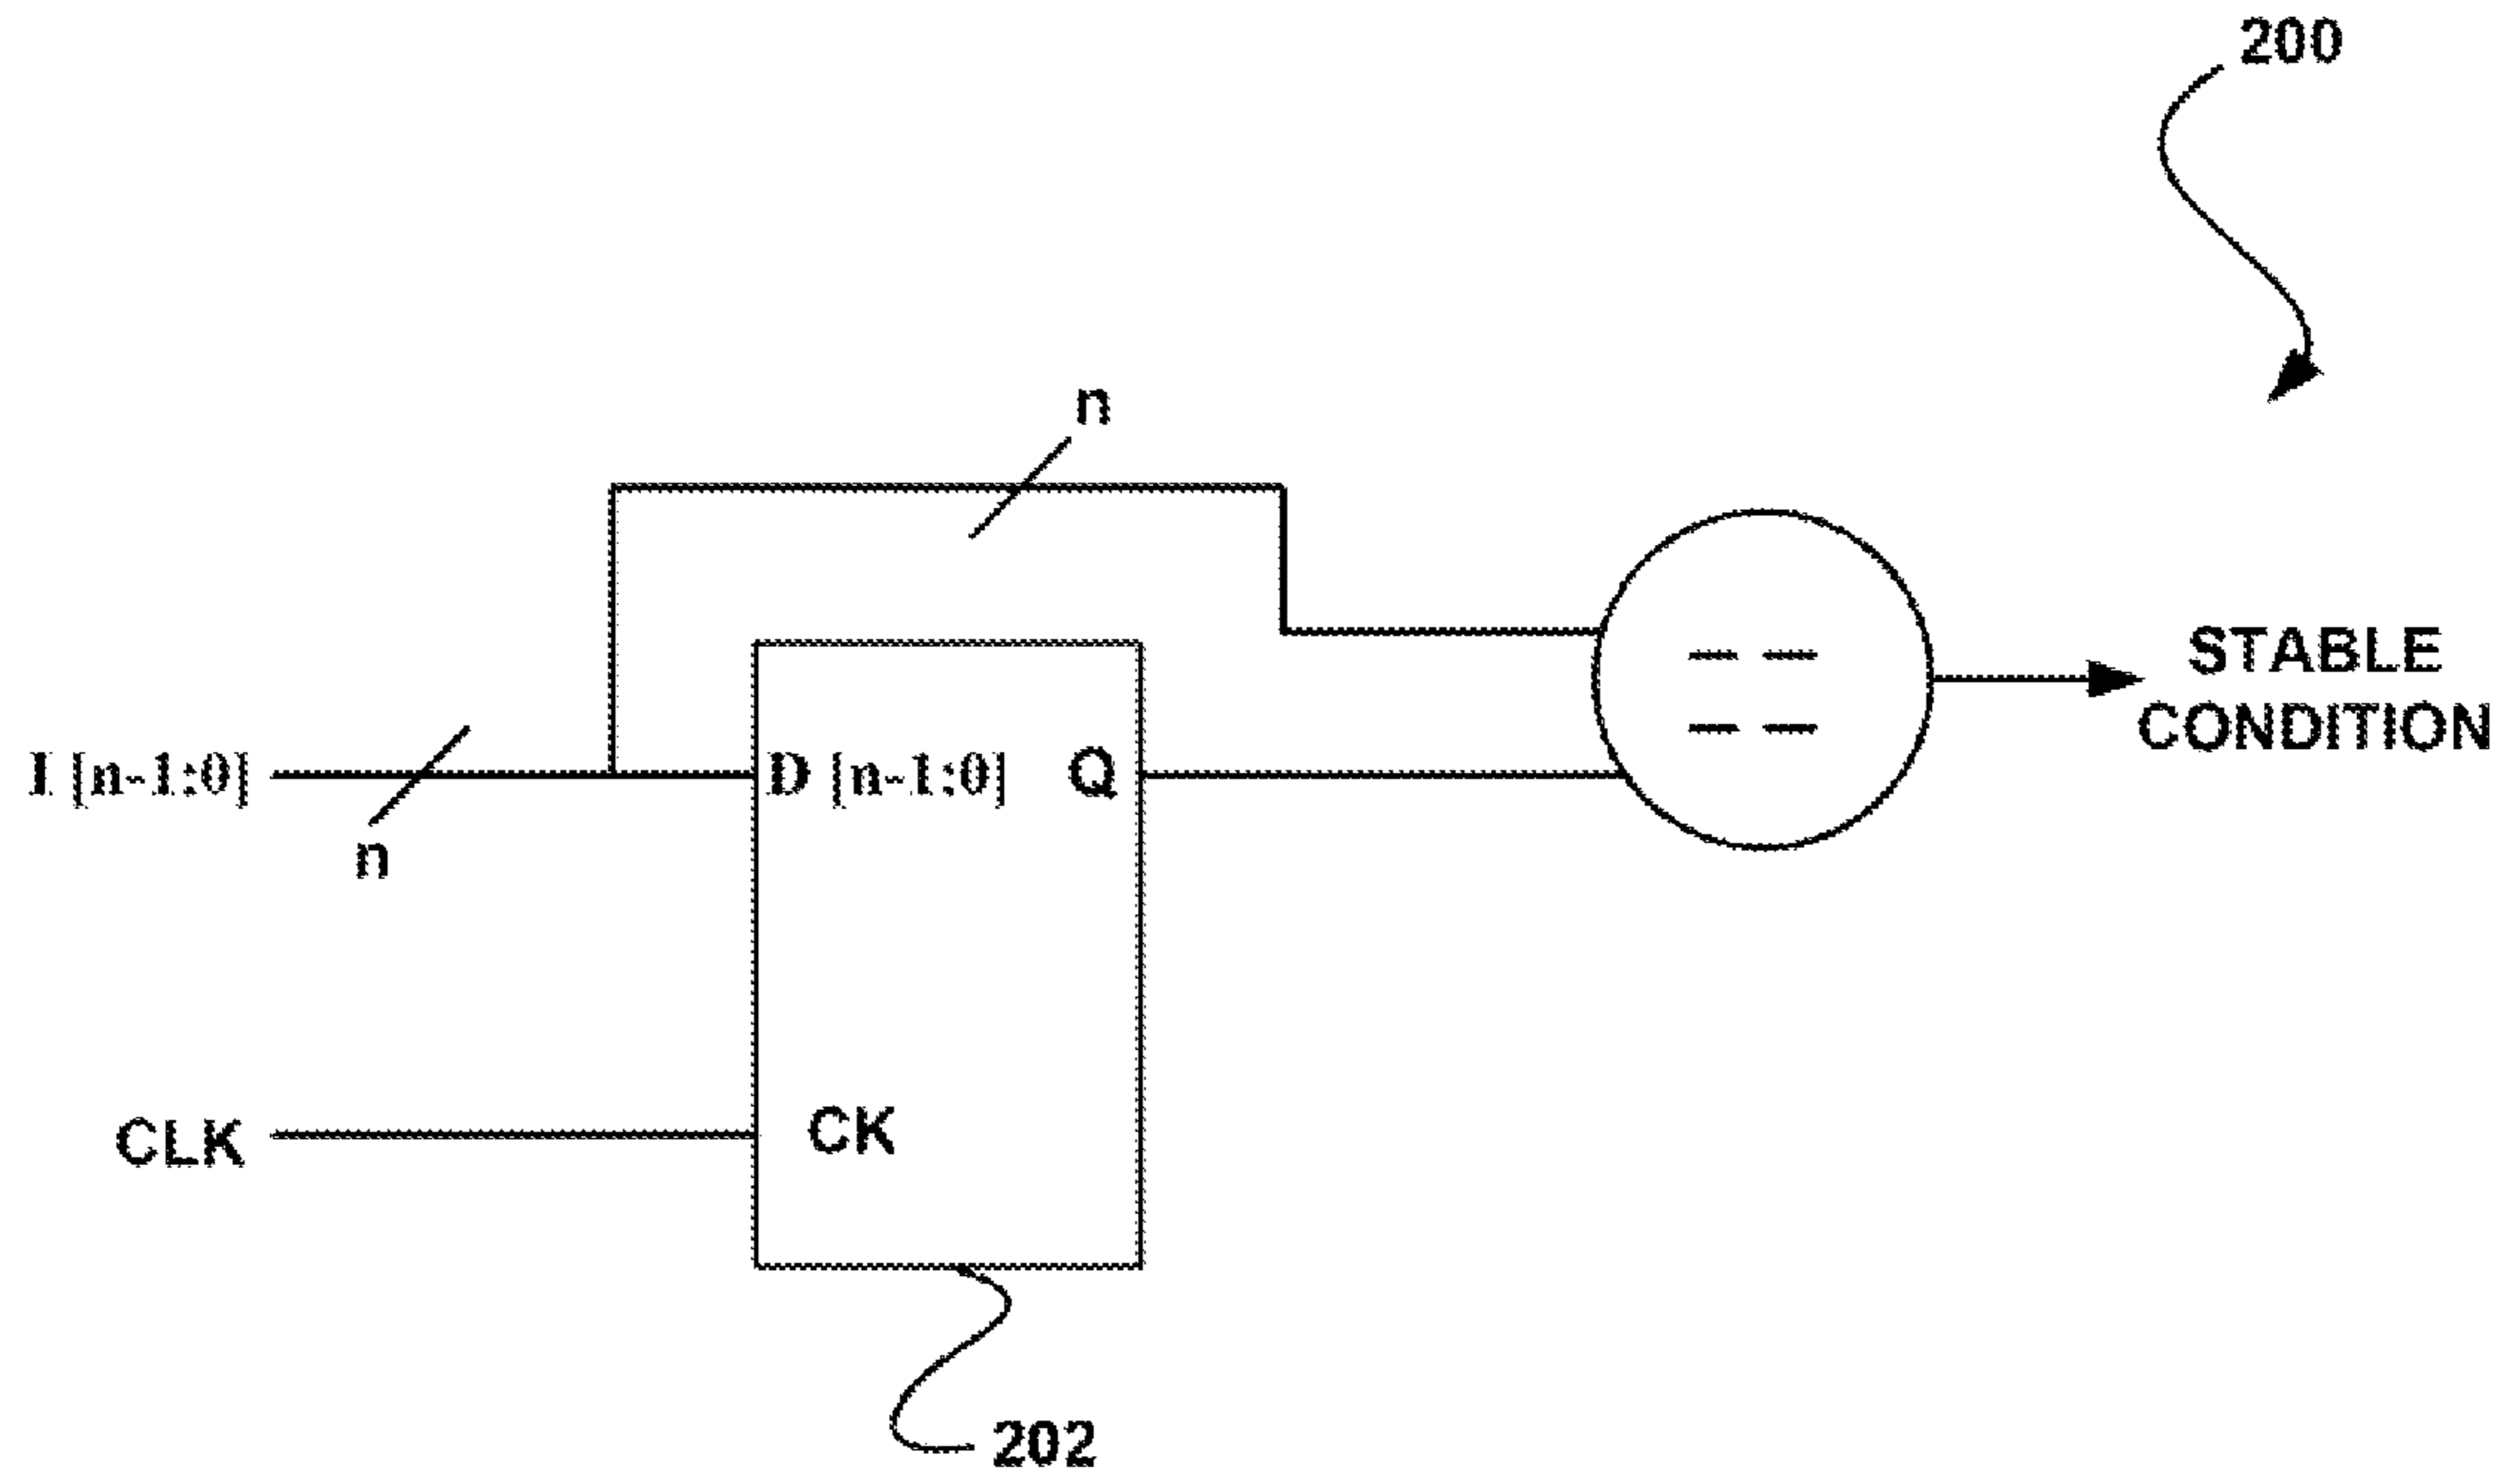 200
n
== ==
STABLE
CONDITION
I [n-1:0]
D [n-1:0] Q
n
CLK
CK
202